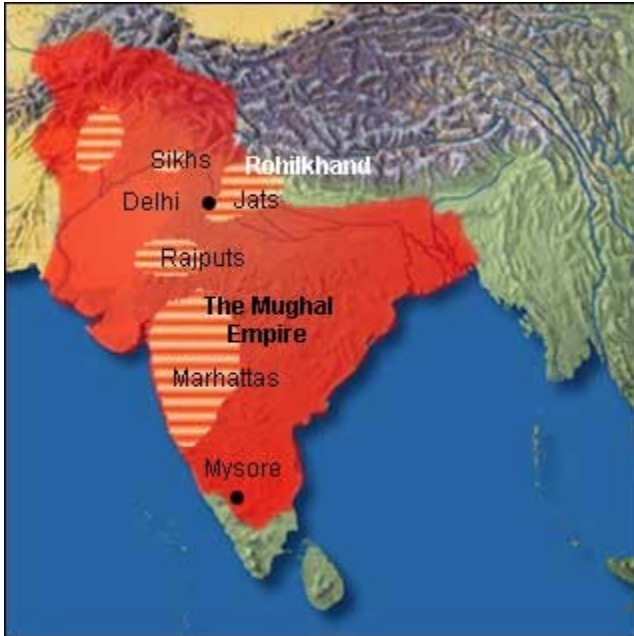 Sikhs
Rohilkhand
Delhi
Jats
Rajputs
The Mughal
Empire
Marhattas
Mysore